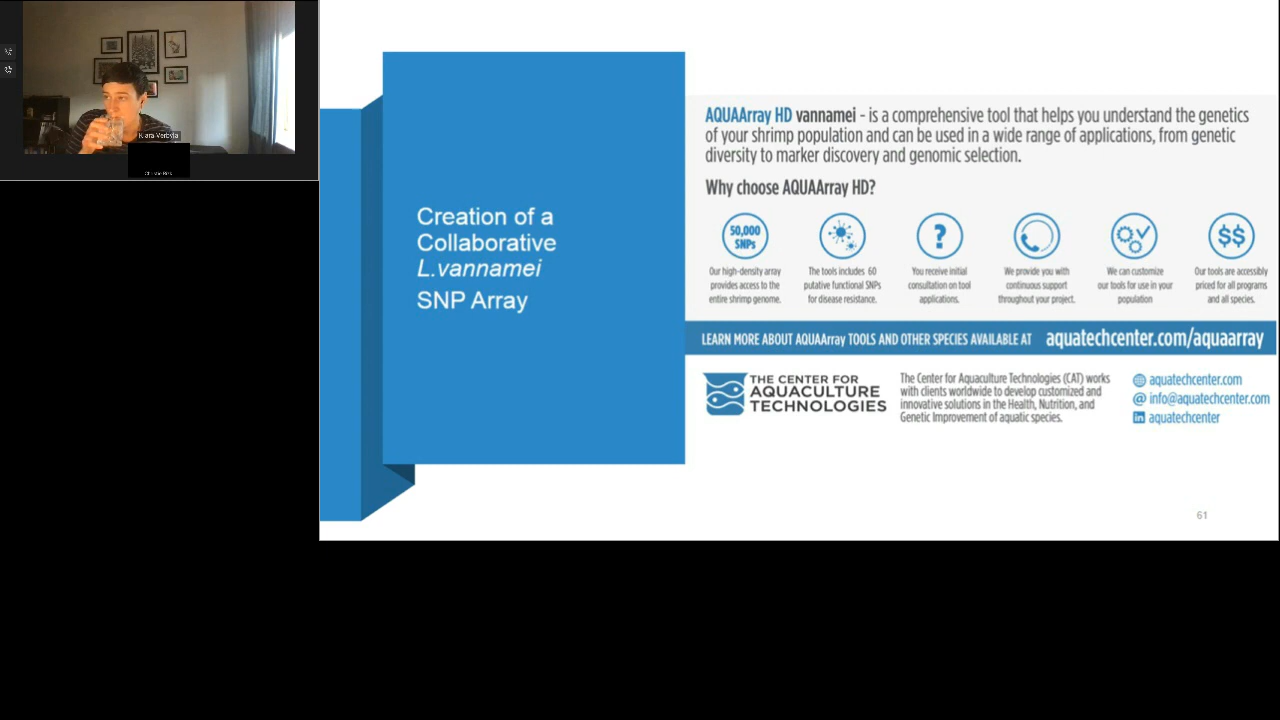 Klara Verbyla
Creation of a
Collaborative
L.vannamei
SNP Array
AQUAArray HD vannamei - is a comprehensive tool that helps you understand the genetics
of your shrimp population and can be used in a wide range of applications, from genetic
diversity to marker discovery and genomic selection.
Why choose AQUAArray HD?
50,000
SNPs
?
$$
Our high-density array
provides access to the
entire shrimp genome.
The tools includes 60
putative functional SNPs
for disease resistance.
You receive initial
consultation on tool
applications.
We provide you with
continuous support
throughout your project.
We can customize
our tools for use in your
population
Our tools are accessibly
priced for all programs
and all species.
LEARN MORE ABOUT AQUAArray TOOLS AND OTHER SPECIES AVAILABLE AT aquatechcenter.com/aquaarray
THE CENTER FOR
AQUACULTURE
TECHNOLOGIES
The Center for Aquaculture Technologies (CAT) works
with clients worldwide to develop customized and
innovative solutions in the Health, Nutrition, and
Genetic Improvement of aquatic species.
aquatechcenter.com
@ info@aquatechcenter.com
in aquatechcenter
61